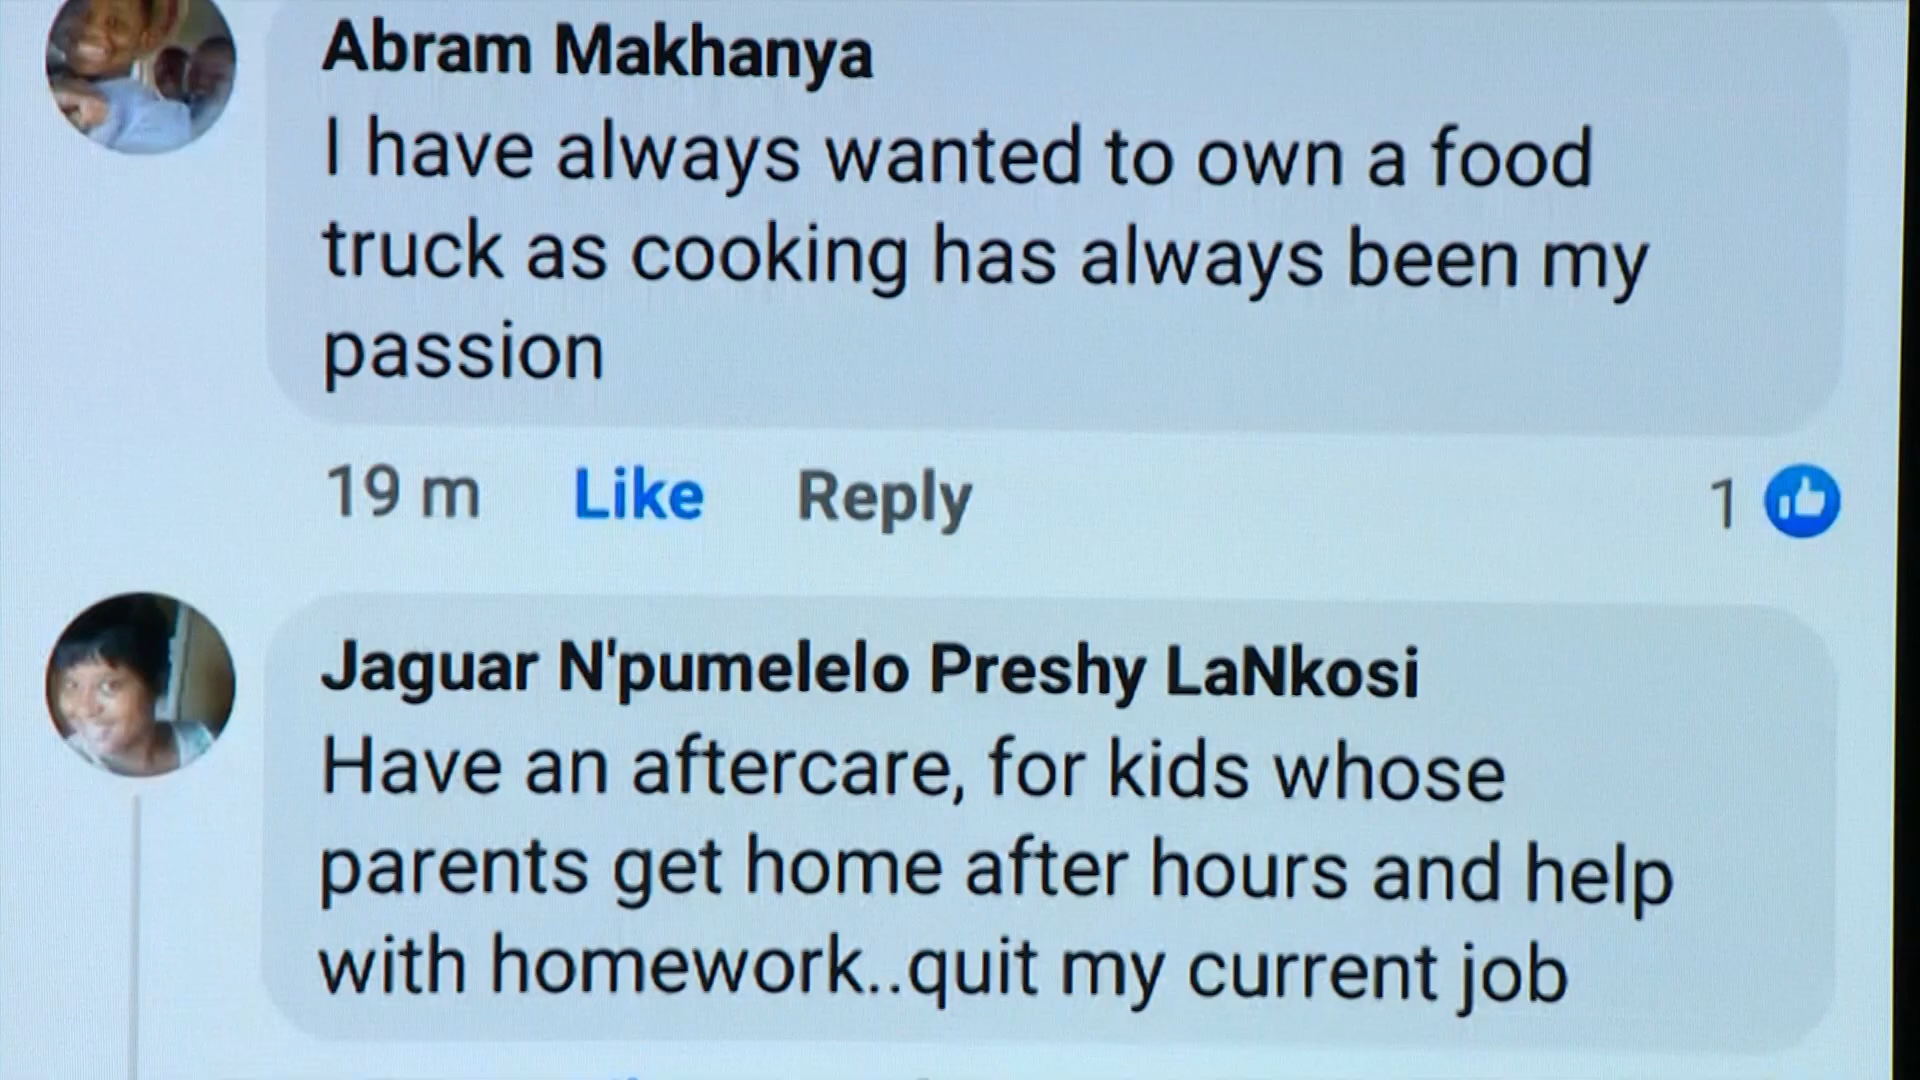 Abram Makhanya
I have always wanted to own a food
truck as cooking has always been my
passion
19 m Like Reply 1
Jaguar N'pumelelo Preshy LaNkosi
Have an aftercare, for kids whose
parents get home after hours and help
with homework..quit my current job